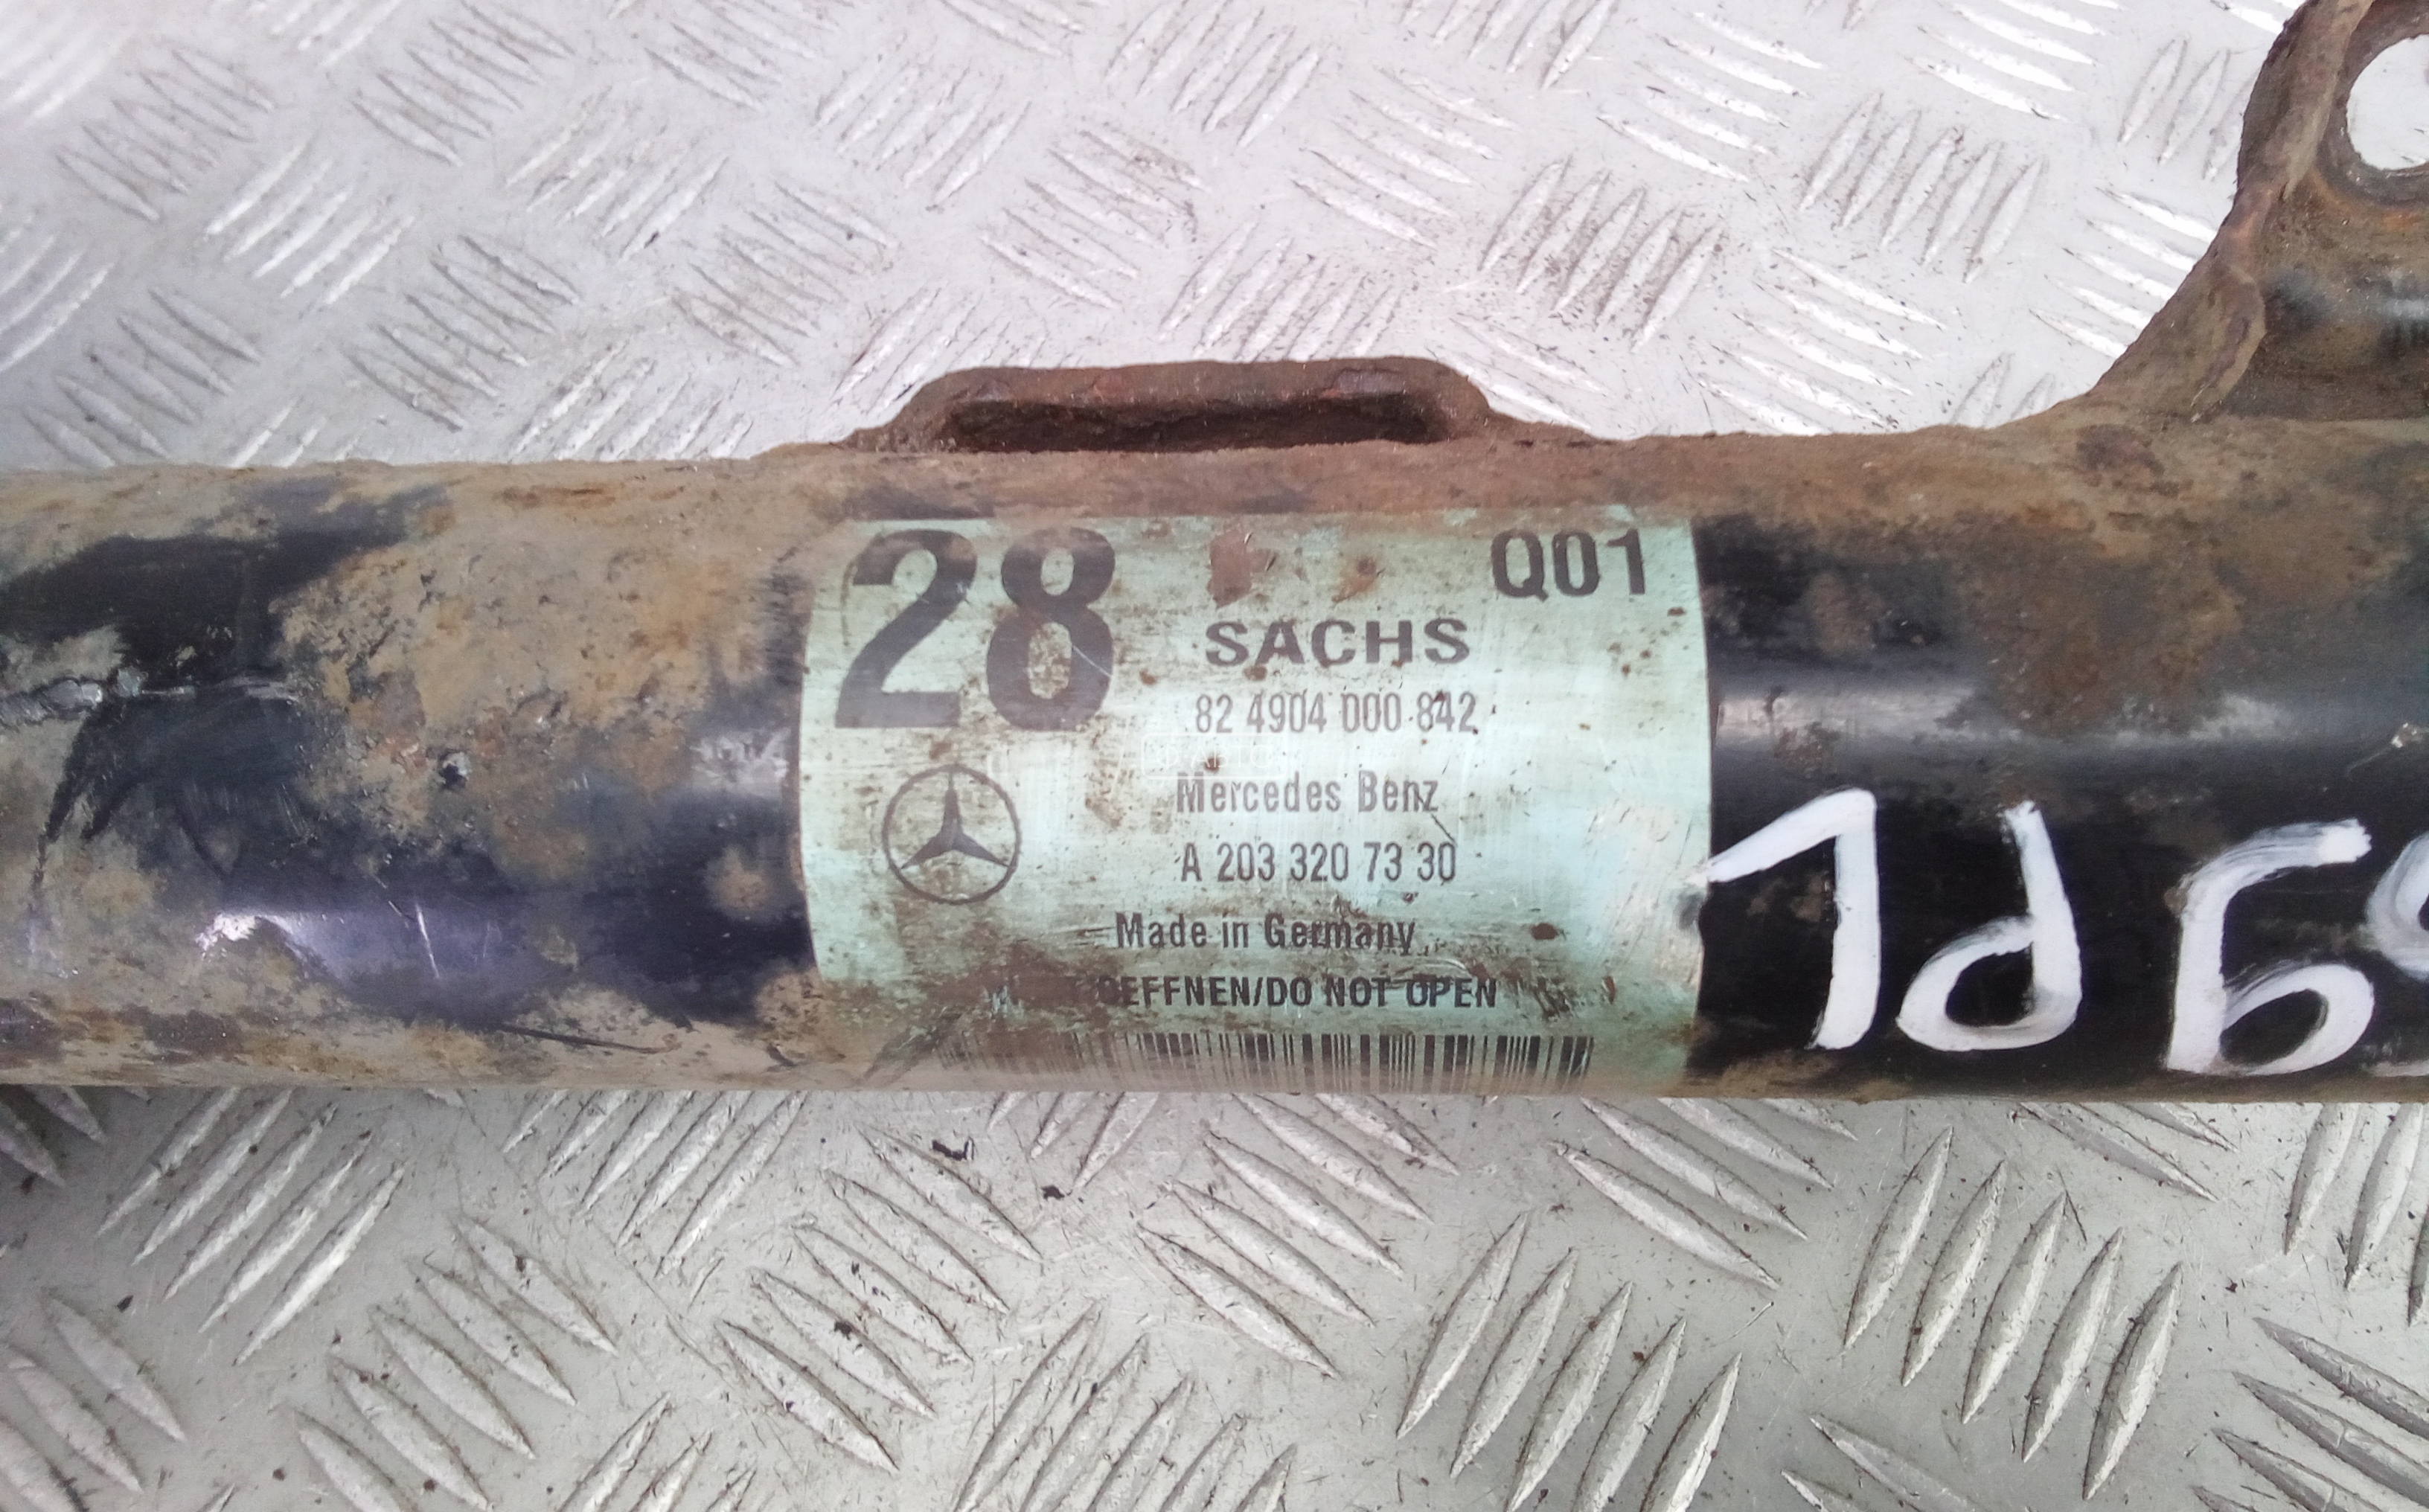 28 Q01
SACHS
82 4904 000 842
Mercedes Benz
A 203 320 73 30
Made in Germany
OEFFNEN/DO NOT OPEN